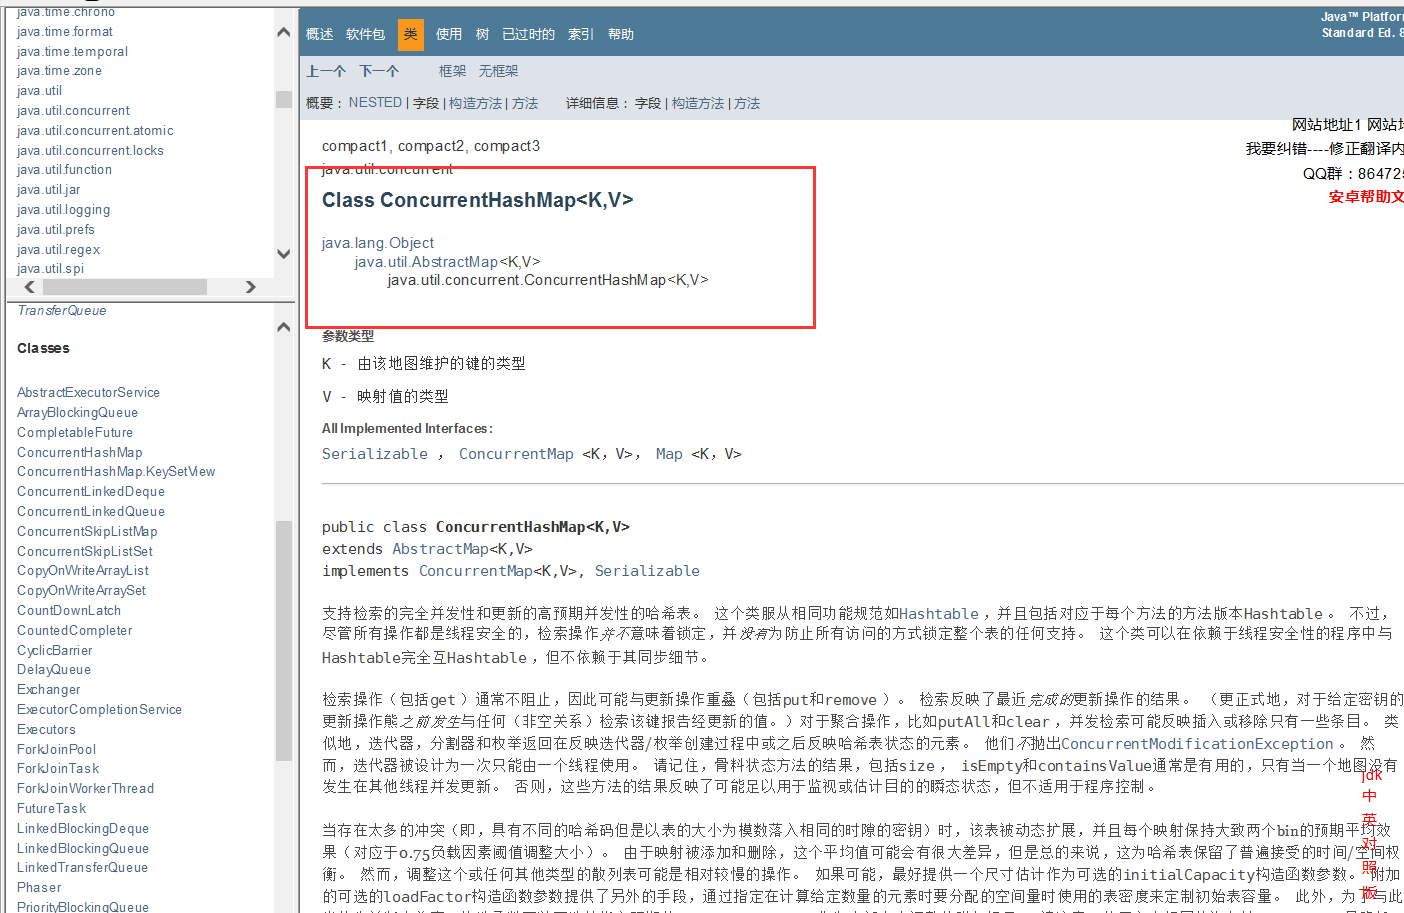 java.time.chrono
java.time.format
java.time.temporal
java.time.zone
java.util
java.util.concurrent
java.util.concurrent.atomic
java.util.concurrent.locks
java.util.function
java.util.jar
java.util.logging
java.util.prefs
java.util.regex
java.util.spi
TransferQueue
Classes
AbstractExecutorService
ArrayBlockingQueue
CompletableFuture
ConcurrentHashMap
ConcurrentHashMap.KeySetView
ConcurrentLinkedDeque
ConcurrentLinkedQueue
ConcurrentSkipListMap
ConcurrentSkipListSet
CopyOnWriteArrayList
CopyOnWriteArraySet
CountDownLatch
CountedCompleter
CyclicBarrier
DelayQueue
Exchanger
ExecutorCompletionService
Executors
ForkJoinPool
ForkJoinTask
ForkJoinWorkerThread
FutureTask
LinkedBlockingDeque
LinkedBlockingQueue
LinkedTransferQueue
Phaser
PriorityBlockingQueue
概述 软件包 类 使用 树 已过时的 索引 帮助
Java™ Platfor
Standard Ed. 8
上一个 下一个 框架 无框架
概要： NESTED | 字段 | 构造方法 | 方法 详细信息： 字段 | 构造方法 | 方法
网站地址1 网站地
我要纠错----修正翻译内
QQ群：864725
安卓帮助文
compact1, compact2, compact3
java.util.concurrent
Class ConcurrentHashMap<K,V>
java.lang.Object
java.util.AbstractMap<K,V>
java.util.concurrent.ConcurrentHashMap<K,V>
参数类型
K - 由该地图维护的键的类型
V - 映射值的类型
All Implemented Interfaces:
Serializable ， ConcurrentMap <K，V>， Map <K，V>
public class ConcurrentHashMap<K,V>
extends AbstractMap<K,V>
implements ConcurrentMap<K,V>, Serializable
支持检索的完全并发性和更新的高预期并发性的哈希表。 这个类服从相同功能规范如Hashtable ，并且包括对应于每个方法的方法版本Hashtable 。 不过，
尽管所有操作都是线程安全的，检索操作并不意味着锁定，并没有为防止所有访问的方式锁定整个表的任何支持。 这个类可以在依赖于线程安全性的程序中与
Hashtable完全互Hashtable ，但不依赖于其同步细节。
检索操作（包括get ）通常不阻止，因此可能与更新操作重叠（包括put和remove ）。 检索反映了最近完成的更新操作的结果。 （更正式地，对于给定密钥的
更新操作熊之前发生与任何（非空关系）检索该键报告经更新的值。）对于聚合操作，比如putAll和clear ，并发检索可能反映插入或移除只有一些条目。 类
似地，迭代器，分割器和枚举返回在反映迭代器/枚举创建过程中或之后反映哈希表状态的元素。 他们不抛出ConcurrentModificationException 。 然
而，迭代器被设计为一次只能由一个线程使用。 请记住，骨料状态方法的结果，包括size ， isEmpty和containsValue通常是有用的，只有当一个地图没有
发生在其他线程并发更新。 否则，这些方法的结果反映了可能足以用于监视或估计目的的瞬态状态，但不适用于程序控制。
当存在太多的冲突（即，具有不同的哈希码但是以表的大小为模数落入相同的时隙的密钥）时，该表被动态扩展，并且每个映射保持大致两个bin的预期平均效
果（对应于0.75负载因素阈值调整大小）。 由于映射被添加和删除，这个平均值可能会有很大差异，但是总的来说，这为哈希表保留了普遍接受的时间/空间权
衡。 然而，调整这个或任何其他类型的散列表可能是相对较慢的操作。 如果可能，最好提供一个尺寸估计作为可选的initialCapacity构造函数参数。 附加
的可选的loadFactor构造函数参数提供了另外的手段，通过指定在计算给定数量的元素时要分配的空间量时使用的表密度来定制初始表容量。 此外，为了与此
jdk
中
英
对
照
版